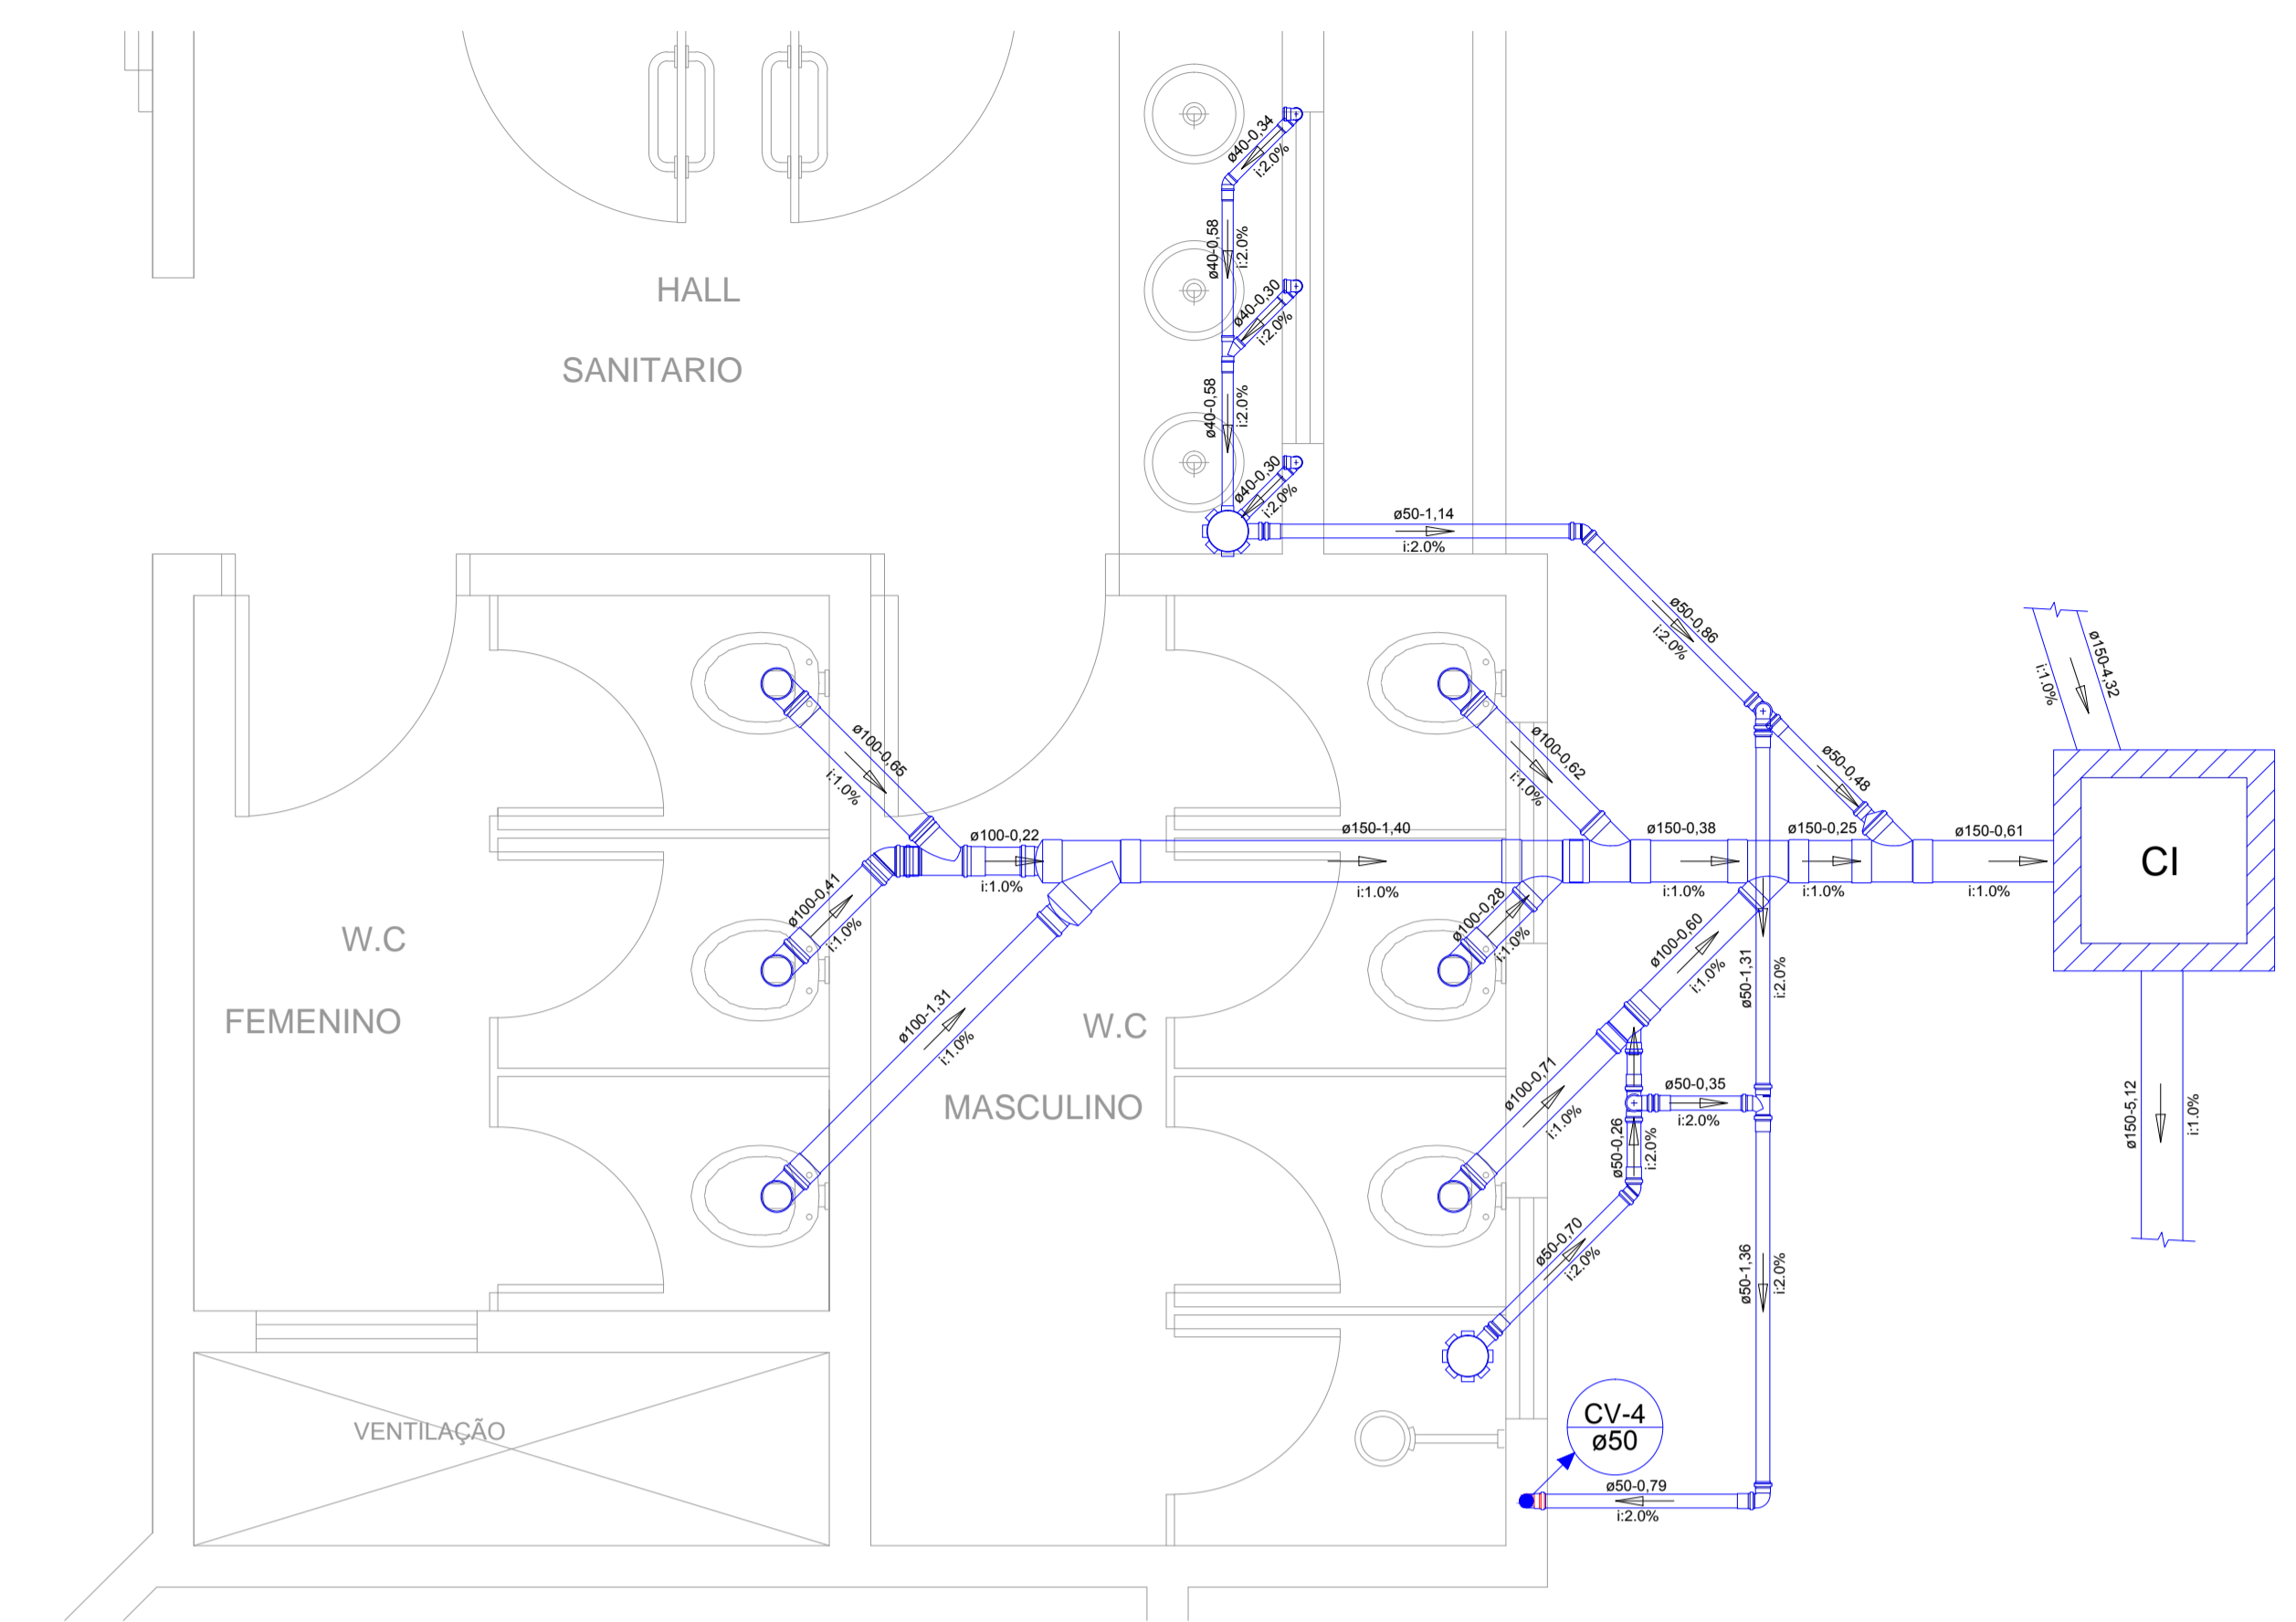 HALL
SANITARIO
ø40-0,34
i:2.0%
ø40-0,58
i:2.0%
ø40-0,30
i:2.0%
ø40-0,58
i:2.0%
ø40-0,30
i:2.0%
ø50-1,14
i:2.0%
ø50-0,86
i:2.0%
ø50-0,48
ø150-4,32
i:1.0%
ø100-0,65
i:1.0%
ø100-0,22
i:1.0%
ø100-0,41
i:1.0%
ø150-1,40
i:1.0%
ø100-0,62
i:1.0%
ø150-0,38
i:1.0%
ø150-0,25
i:1.0%
ø150-0,61
i:1.0%
CI
W.C
FEMENINO
ø100-1,31
i:1.0%
W.C
MASCULINO
ø100-0,28
i:1.0%
ø100-0,60
i:1.0%
ø50-1,31
i:2.0%
ø100-0,71
i:1.0%
ø50-0,35
i:2.0%
ø50-0,26
i:2.0%
ø150-5,12
i:1.0%
ø50-0,70
i:2.0%
ø50-1,36
i:2.0%
VENTILAÇÃO
CV-4
ø50
ø50-0,79
i:2.0%